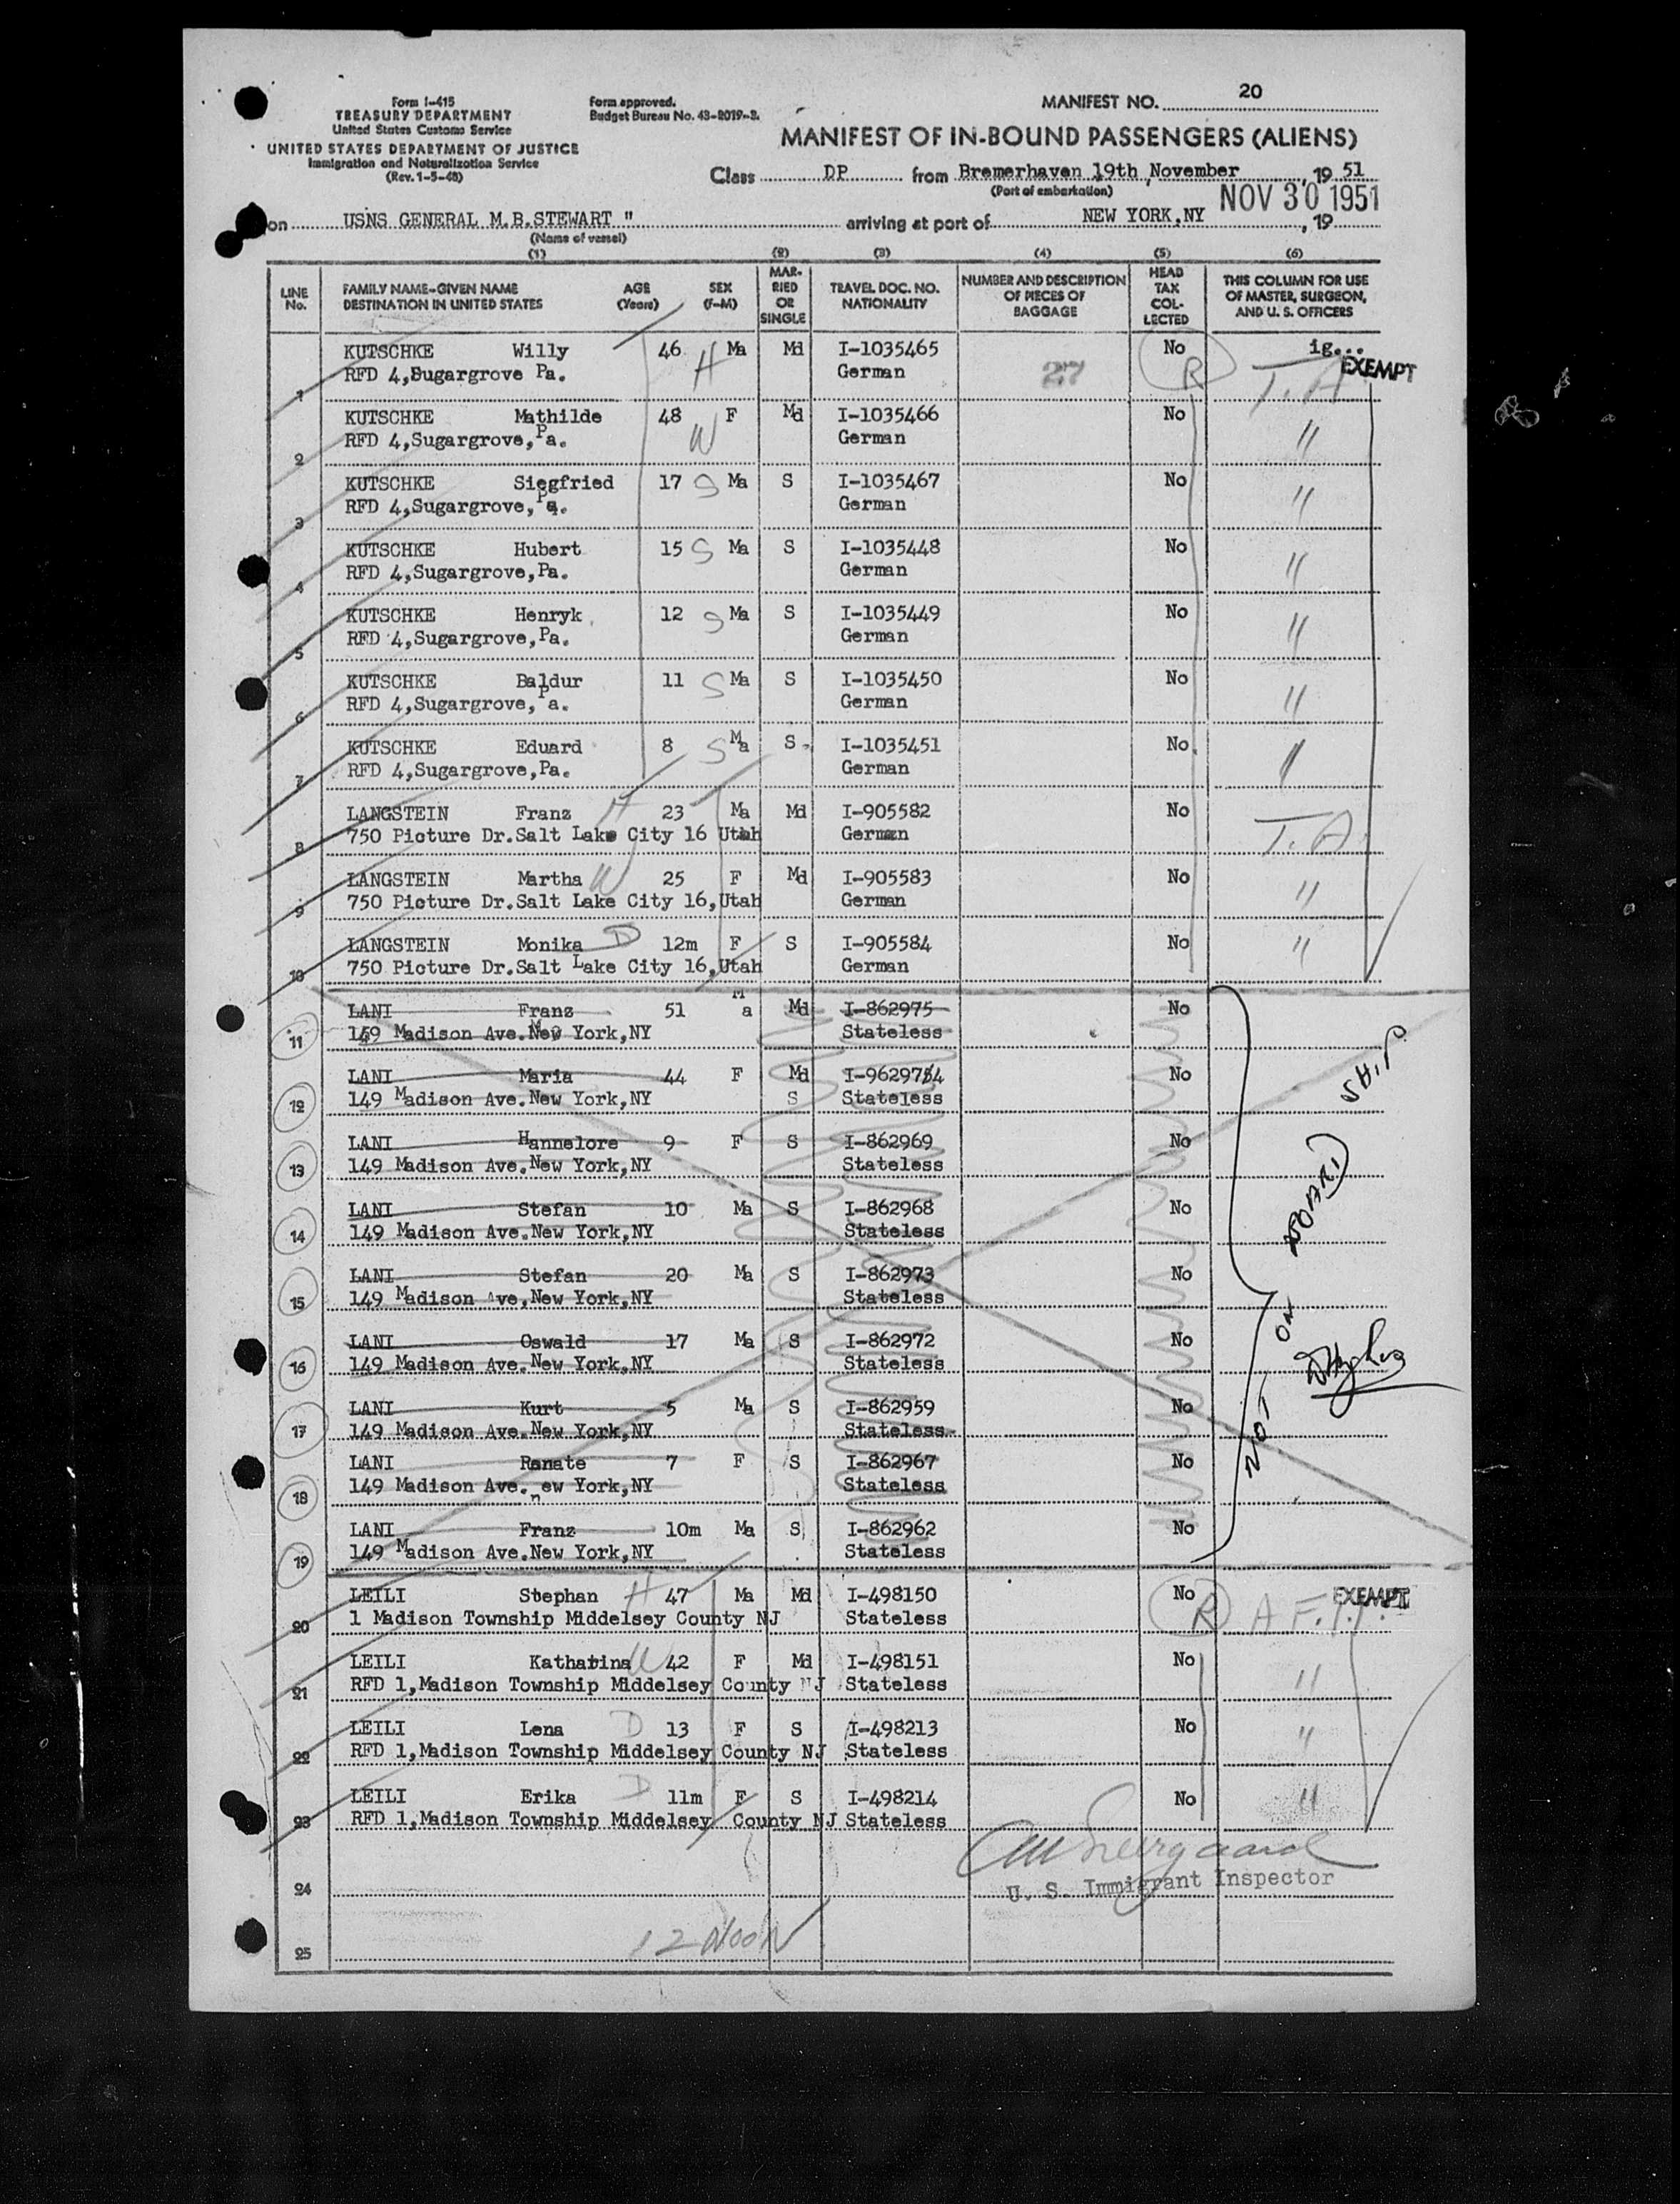 Form I-415
TREASURY DEPARTMENT
United States Customs Service
UNITED STATES DEPARTMENT OF JUSTICE
Immigration and Naturalization Service
(Rev. 1-5-48)
Form approved.
Budget Bureau No. 43-R019-3.
MANIFEST NO. 20
MANIFEST OF IN-BOUND PASSENGERS (ALIENS)
Class DP from Bremerhaven 19th November, 1951
(Port of embarkation)
NOV 30 1951
on USNS GENERAL M.B.STEWART " arriving at port of NEW YORK,NY, 19
(Name of vessel)
(1) (2) (3) (4) (5) (6)
LINE No. FAMILY NAME-GIVEN NAME DESTINATION IN UNITED STATES AGE (Years) SEX (F-M) MARRIED OR SINGLE TRAVEL DOC. NO. NATIONALITY NUMBER AND DESCRIPTION OF PIECES OF BAGGAGE HEAD TAX COLLECTED THIS COLUMN FOR USE OF MASTER, SURGEON, AND U. S. OFFICERS
KUTSCHKE Willy 46 H Ma Md I-1035465 27 No R T.A. EXEMPT
1 RFD 4,Sugargrove Pa. German
KUTSCHKE Mathilde 48 W F Md I-1035466 No "
2 RFD 4,Sugargrove,Pa. German
KUTSCHKE Siegfried 17 S Ma S I-1035467 No "
3 RFD 4,Sugargrove,Pa. German
KUTSCHKE Hubert 15 S Ma S I-1035448 No "
4 RFD 4,Sugargrove,Pa. German
KUTSCHKE Henryk 12 S Ma S I-1035449 No "
5 RFD 4,Sugargrove,Pa. German
KUTSCHKE Baldur 11 S Ma S I-1035450 No "
6 RFD 4,Sugargrove,Pa. German
KUTSCHKE Eduard 8 S Ma S I-1035451 No "
7 RFD 4,Sugargrove,Pa. German
LANGSTEIN Franz H 23 Ma Md I-905582 No T.A.
8 750 Picture Dr.Salt Lake City 16 Utah German
LANGSTEIN Martha W 25 F Md I-905583 No "
9 750 Picture Dr.Salt Lake City 16,Utah German
LANGSTEIN Monika D 12m F S I-905584 No "
10 750 Picture Dr.Salt Lake City 16,Utah German
LANI Franz 51 Ma Md I-862975 No
11 149 Madison Ave.New York,NY Stateless
LANI Maria 44 F Md I-962974 No
12 149 Madison Ave.New York,NY S Stateless
LANI Hannelore 9 F S I-862969 No
13 149 Madison Ave.New York,NY Stateless
LANI Stefan 10 Ma S I-862968 No
14 149 Madison Ave.New York,NY Stateless
LANI Stefan 20 Ma S I-862973 No
15 149 Madison Ave,New York,NY Stateless
LANI Oswald 17 Ma S I-862972 No
16 149 Madison Ave.New York,NY Stateless
LANI Kurt 5 Ma S I-862959 No
17 149 Madison Ave.New York,NY Stateless
LANI Renate 7 F S I-862967 No
18 149 Madison Ave.New York,NY Stateless
LANI Franz 10m Ma S I-862962 No
19 149 Madison Ave.New York,NY Stateless
NOT ON BOARD SHIP
LEILI Stephan H 47 Ma Md I-498150 No R EXEMPT
20 1 Madison Township Middelsey County NJ Stateless
LEILI Katharina W 42 F Md I-498151 No "
21 RFD 1,Madison Township Middelsey County NJ Stateless
LEILI Lena D 13 F S I-498213 No "
22 RFD 1,Madison Township Middelsey County NJ Stateless
LEILI Erika D 11m F S I-498214 No "
23 RFD 1,Madison Township Middelsey County NJ Stateless
U. S. Immigrant Inspector
24
12 NOON
25